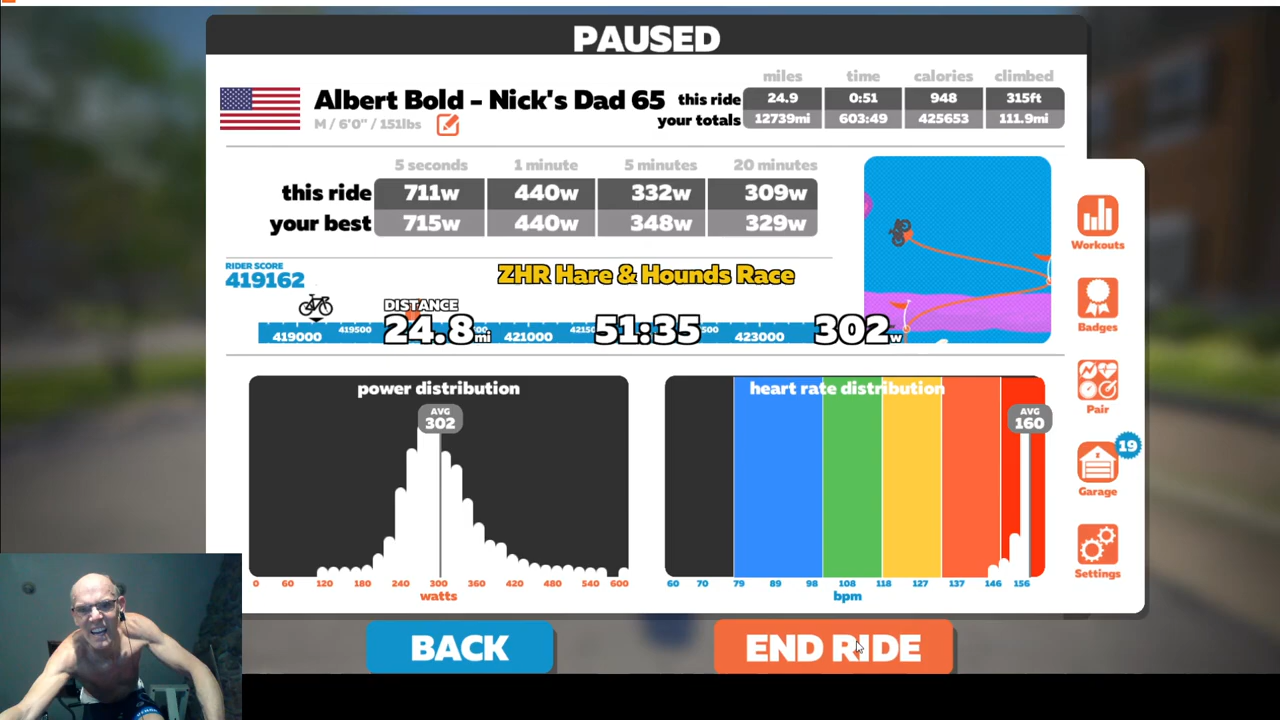 PAUSED
miles time calories climbed
Albert Bold - Nick's Dad 65
M / 6'0" / 151lbs
this ride 24.9 0:51 948 315ft
your totals 12739mi 603:49 425653 111.9mi
5 seconds 1 minute 5 minutes 20 minutes
this ride 711w 440w 332w 309w
your best 715w 440w 348w 329w
RIDER SCORE
419162
ZHR Hare & Hounds Race
DISTANCE
24.8mi 51:35 302w
419000 419500 421000 423000
Workouts
Badges
Pair
19
Garage
Settings
power distribution
AVG
302
0 60 120 180 240 300 360 420 480 540 600
watts
heart rate distribution
AVG
160
60 70 79 89 98 108 118 127 137 146 156
bpm
BACK
END RIDE